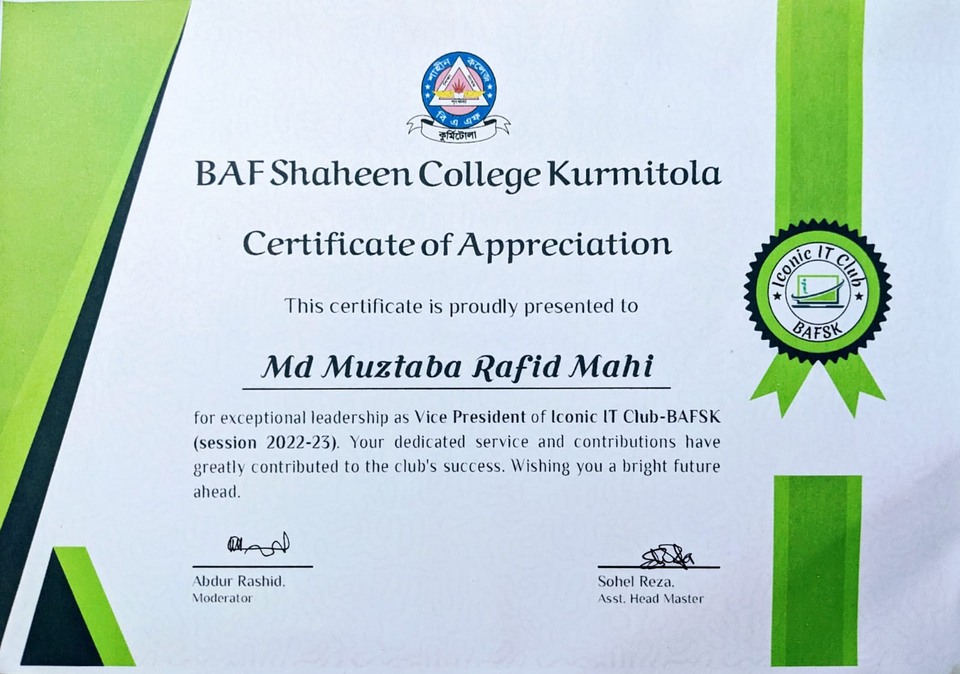 শাহীন কলেজ
বি এ এফ
কুর্মিটোলা
BAF Shaheen College Kurmitola
Certificate of Appreciation
This certificate is proudly presented to
Md Muztaba Rafid Mahi
for exceptional leadership as Vice President of Iconic IT Club-BAFSK
(session 2022-23). Your dedicated service and contributions have
greatly contributed to the club's success. Wishing you a bright future
ahead.
Abdur Rashid.
Moderator
Sohel Reza.
Asst. Head Master
Iconic IT Club
BAFSK